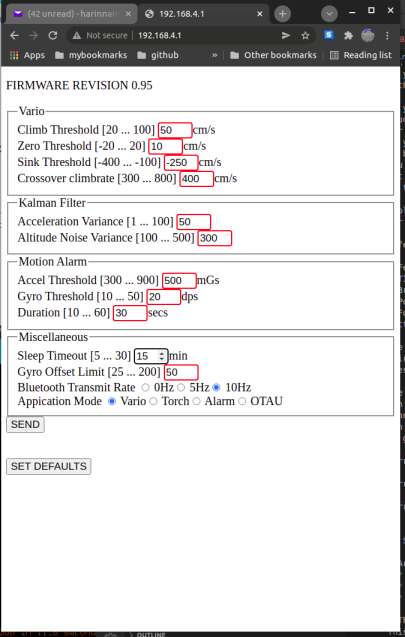 (42 unread) - harinnain
192.168.4.1
Not secure | 192.168.4.1
Apps mybookmarks github » Other bookmarks Reading list
FIRMWARE REVISION 0.95
Vario
Climb Threshold [20 ... 100] 50 cm/s
Zero Threshold [-20 ... 20] 10 cm/s
Sink Threshold [-400 ... -100] -250 cm/s
Crossover climbrate [300 ... 800] 400 cm/s
Kalman Filter
Acceleration Variance [1 ... 100] 50
Altitude Noise Variance [100 ... 500] 300
Motion Alarm
Accel Threshold [300 ... 900] 500 mGs
Gyro Threshold [10 ... 50] 20 dps
Duration [10 ... 60] 30 secs
Miscellaneous
Sleep Timeout [5 ... 30] 15 min
Gyro Offset Limit [25 ... 200] 50
Bluetooth Transmit Rate 0Hz 5Hz 10Hz
Appication Mode Vario Torch Alarm OTAU
SEND
SET DEFAULTS
OUTLINE